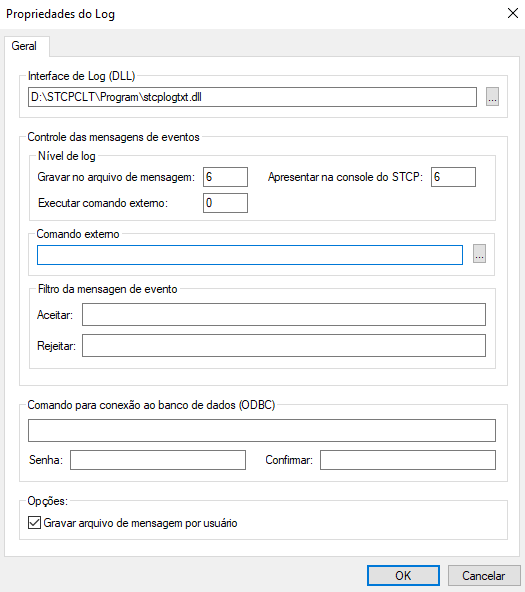 Propriedades do Log
Geral
Interface de Log (DLL)
D:\STCPCLT\Program\stcplogtxt.dll
...
Controle das mensagens de eventos
Nível de log
Gravar no arquivo de mensagem: 6 Apresentar na console do STCP: 6
Executar comando externo: 0
Comando externo
...
Filtro da mensagen de evento
Aceitar:
Rejeitar:
Comando para conexão ao banco de dados (ODBC)
Senha: Confirmar:
Opções:
Gravar arquivo de mensagem por usuário
OK Cancelar